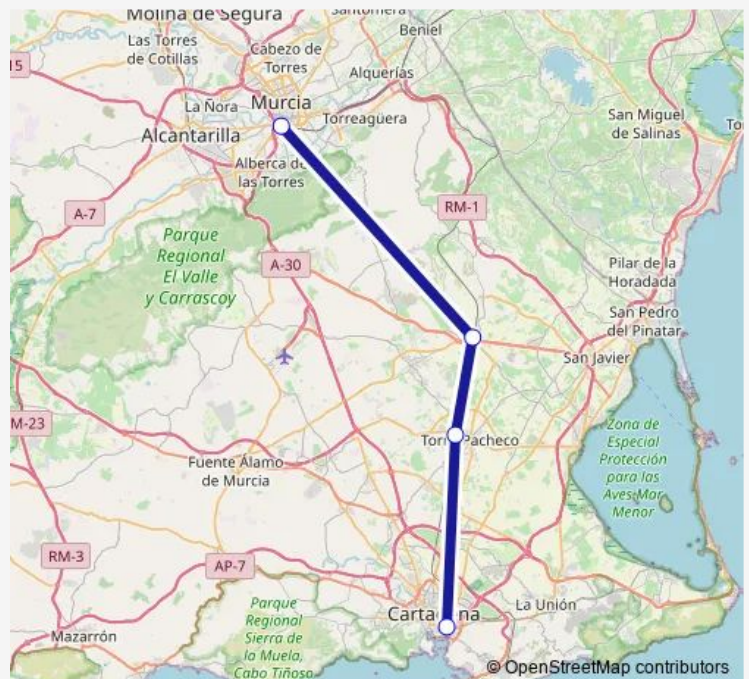 Molina de Segura
Beniel
Las Torres
de Cotillas
Cabezo de
Torres
Alquerías
15
La Ñora
Murcia
Torreagüera
San Miguel
de Salinas
Alcantarilla
Alberca de
las Torres
A-7
RM-1
Parque
Regional
El Valle
y Carrascoy
A-30
Pilar de la
Horadada
San Pedro
del Pinatar
San Javier
M-23
Pacheco
Zona de
Especial
Protección
para las
Aves Mar
Menor
Fuente Álamo
de Murcia
RM-3
AP-7
Parque
Regional
Sierra de
la Muela,
Cabo Tiñoso
La Unión
Mazarrón
© OpenStreetMap contributors